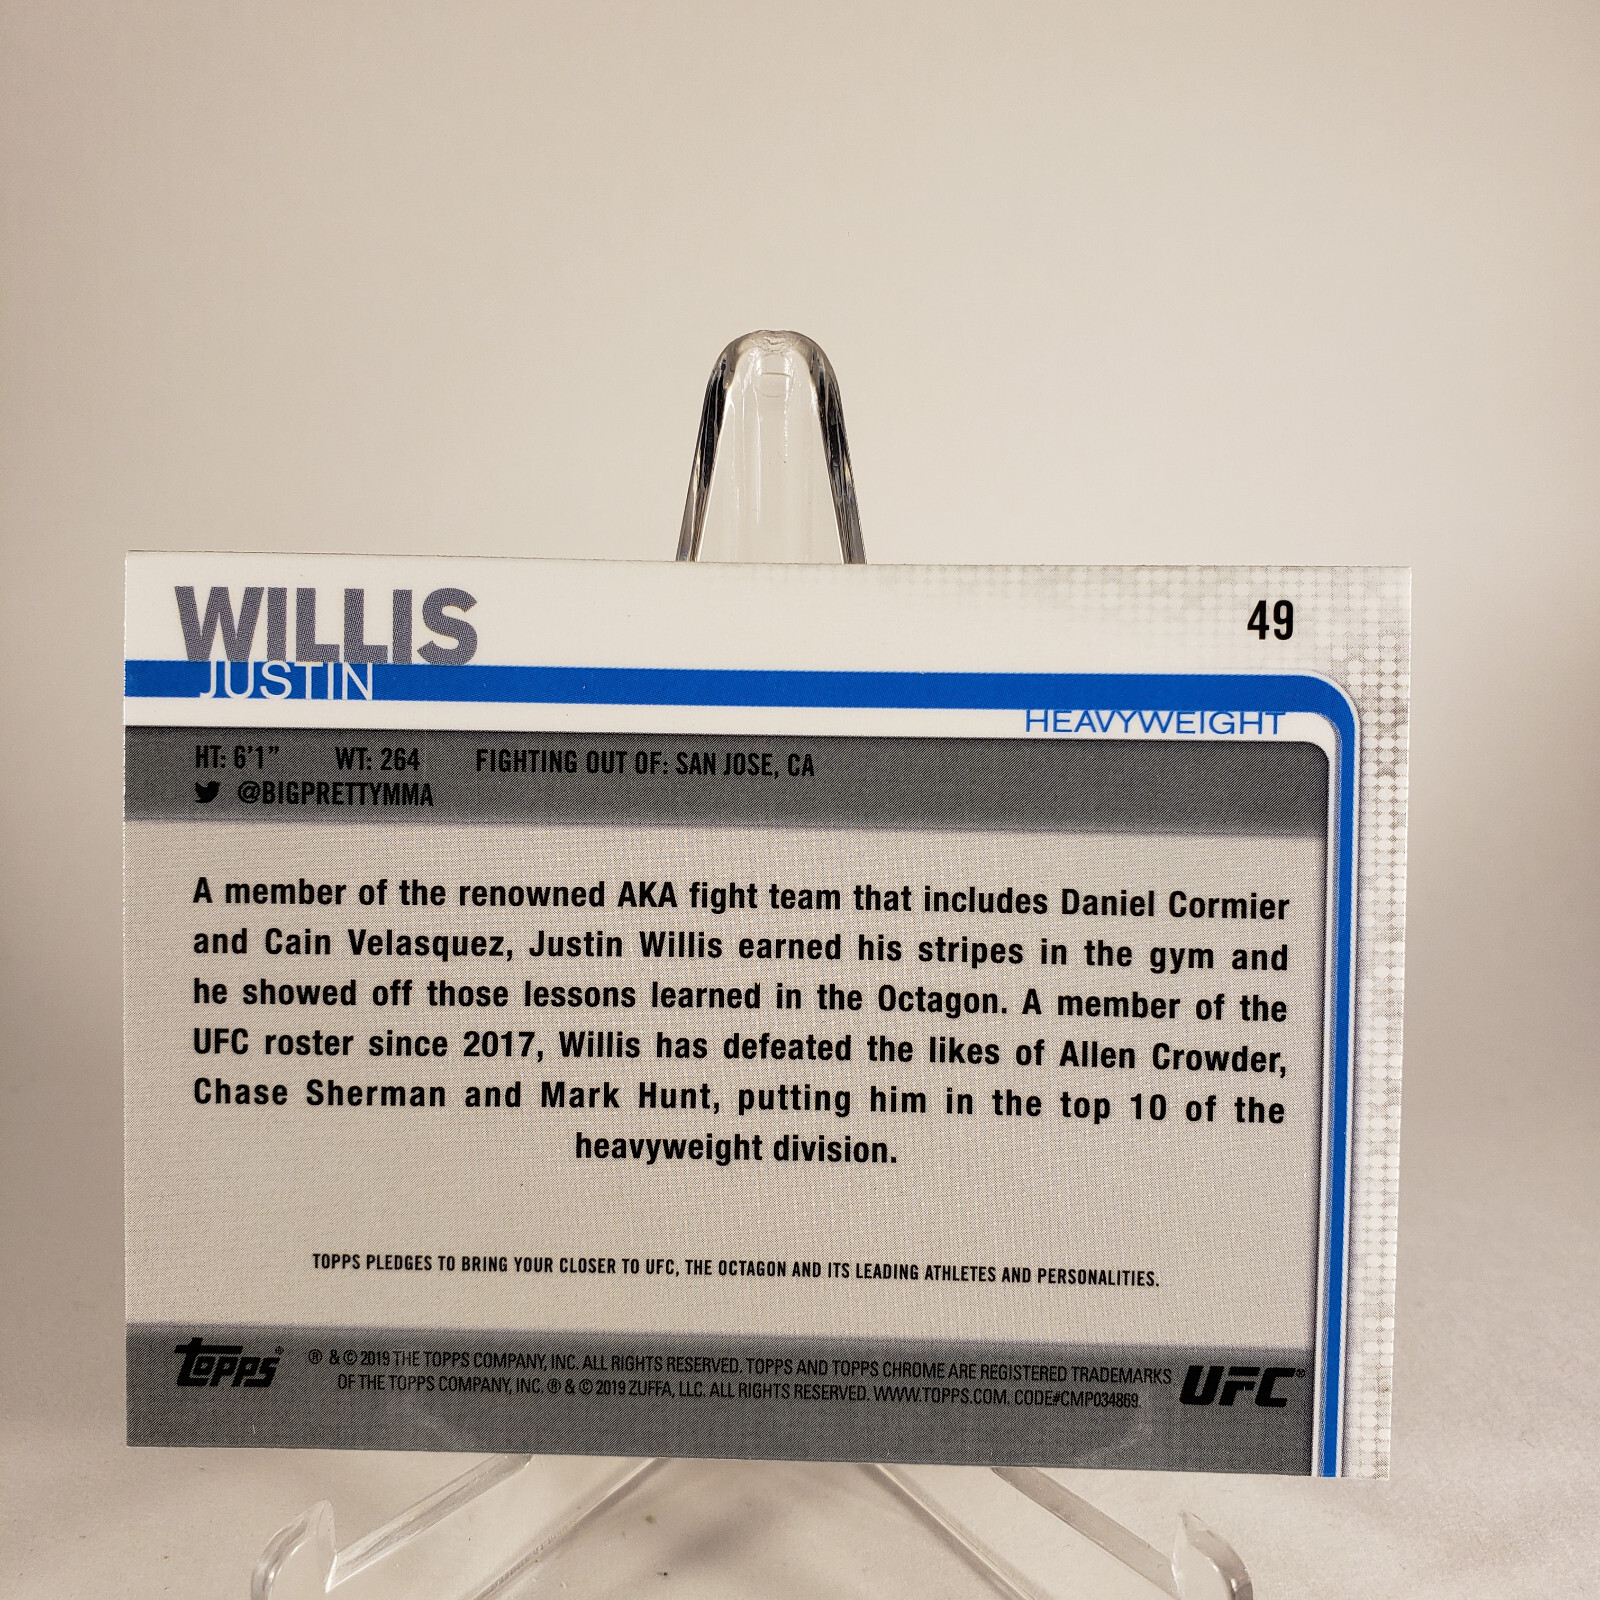 WILLIS
49
JUSTIN
HEAVYWEIGHT
HT: 6'1" WT: 264 FIGHTING OUT OF: SAN JOSE, CA
@BIGPRETTYMMA
A member of the renowned AKA fight team that includes Daniel Cormier
and Cain Velasquez, Justin Willis earned his stripes in the gym and
he showed off those lessons learned in the Octagon. A member of the
UFC roster since 2017, Willis has defeated the likes of Allen Crowder,
Chase Sherman and Mark Hunt, putting him in the top 10 of the
heavyweight division.
TOPPS PLEDGES TO BRING YOUR CLOSER TO UFC, THE OCTAGON AND ITS LEADING ATHLETES AND PERSONALITIES.
topps®
® & © 2019 THE TOPPS COMPANY, INC. ALL RIGHTS RESERVED. TOPPS AND TOPPS CHROME ARE REGISTERED TRADEMARKS
OF THE TOPPS COMPANY, INC. ® & © 2019 ZUFFA, LLC. ALL RIGHTS RESERVED. WWW.TOPPS.COM. CODE#CMP034869.
UFC®